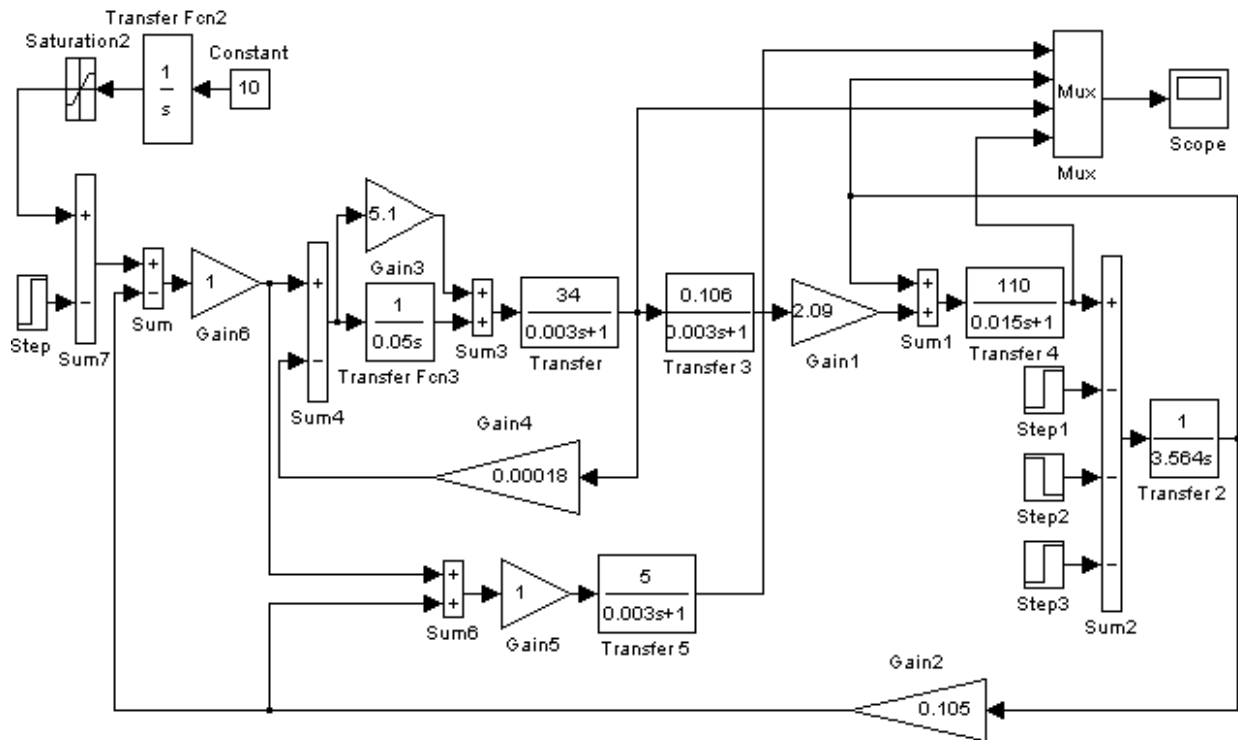 Transfer Fcn2
Saturation2
1
s
Constant
10
Mux
Mux
Scope
+
−
Step
Sum7
+
−
Sum
1
Gain6
5.1
Gain3
+
−
Sum4
1
0.05s
Transfer Fcn3
+
+
Sum3
34
0.003s+1
Transfer
0.106
0.003s+1
Transfer 3
2.09
Gain1
+
+
Sum1
110
0.015s+1
Transfer 4
+
−
−
−
Step1
Step2
Step3
Sum2
1
3.564s
Transfer 2
Gain4
0.00018
+
+
Sum6
1
Gain5
5
0.003s+1
Transfer 5
Gain2
0.105